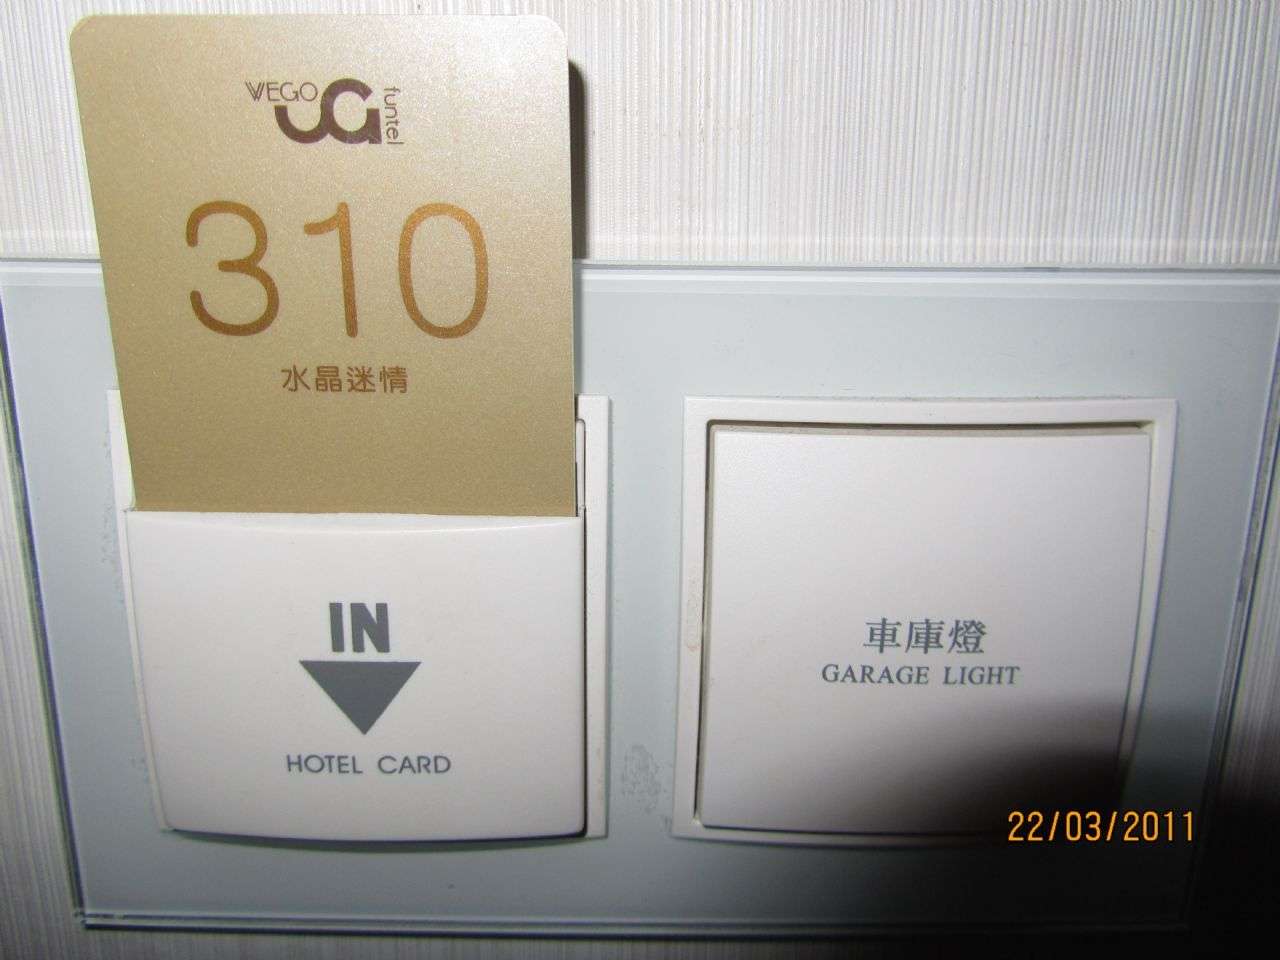 WEGO
funtel
310
水晶迷情
IN
HOTEL CARD
車庫燈
GARAGE LIGHT
22/03/2011